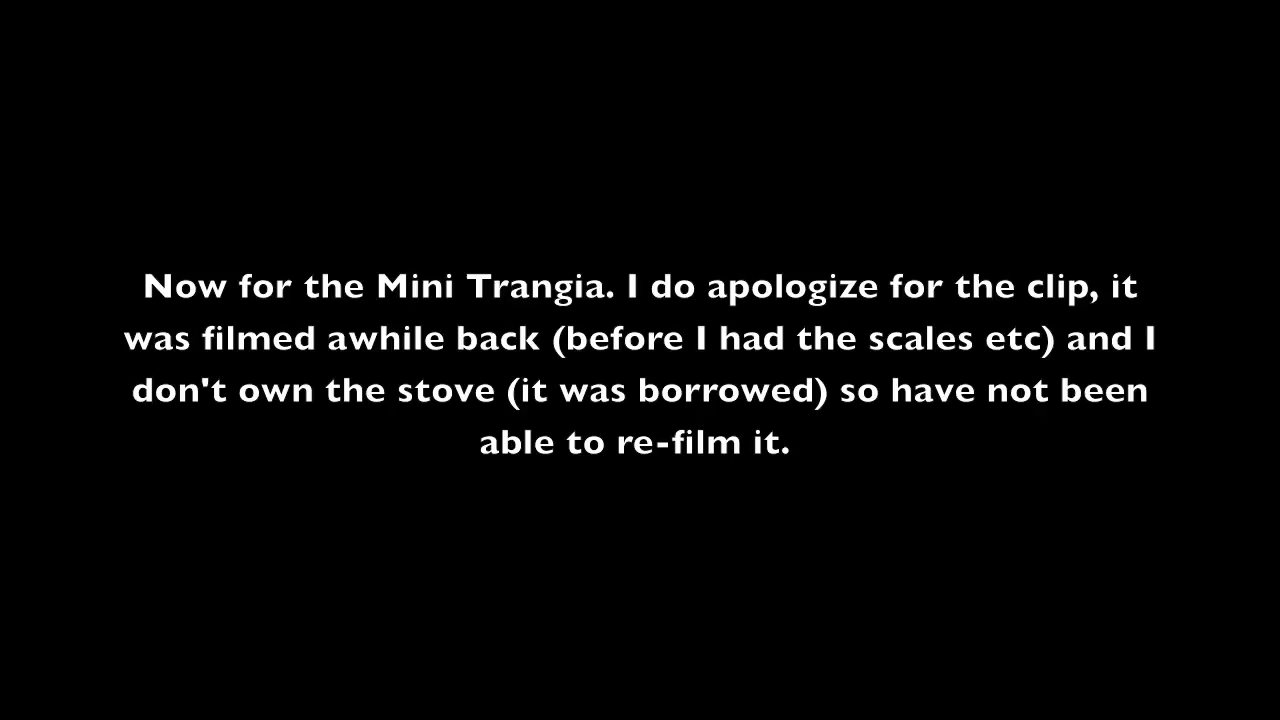 Now for the Mini Trangia. I do apologize for the clip, it
was filmed awhile back (before I had the scales etc) and I
don't own the stove (it was borrowed) so have not been
able to re-film it.